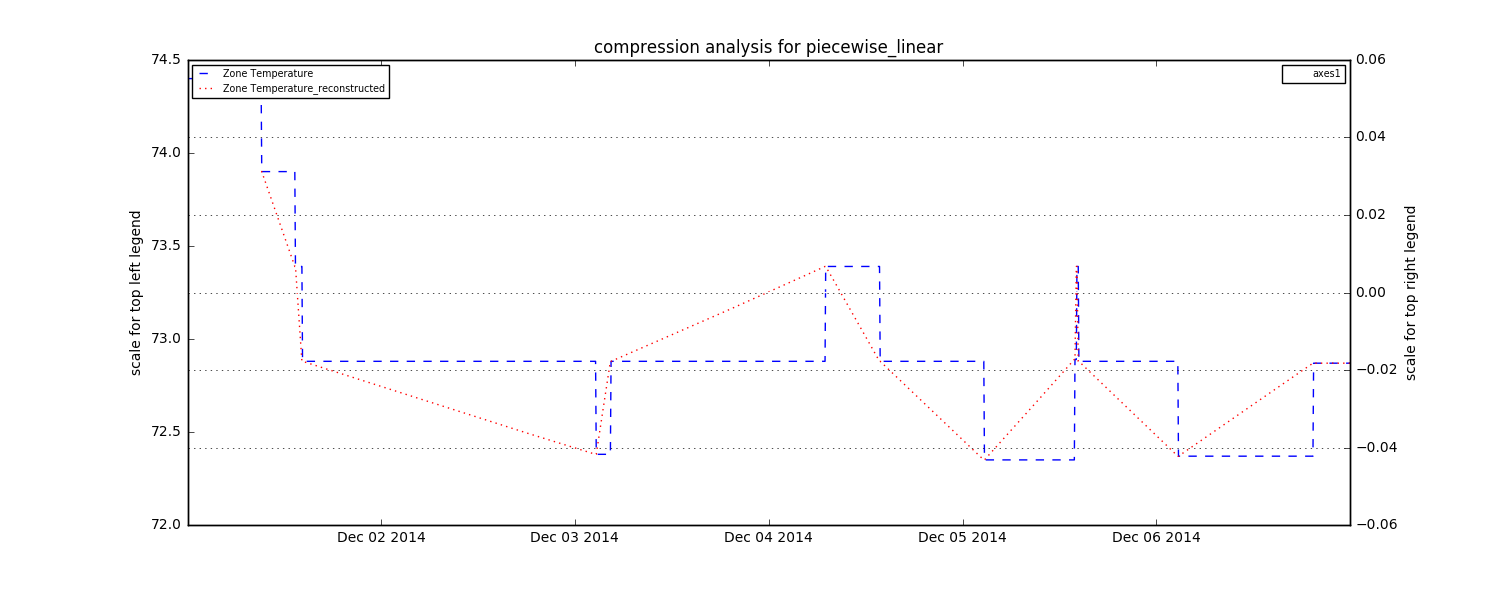 compression analysis for piecewise_linear
74.5
74.0
73.5
73.0
72.5
72.0
scale for top left legend
Zone Temperature
Zone Temperature_reconstructed
axes1
0.06
0.04
0.02
0.00
−0.02
−0.04
−0.06
scale for top right legend
Dec 02 2014
Dec 03 2014
Dec 04 2014
Dec 05 2014
Dec 06 2014